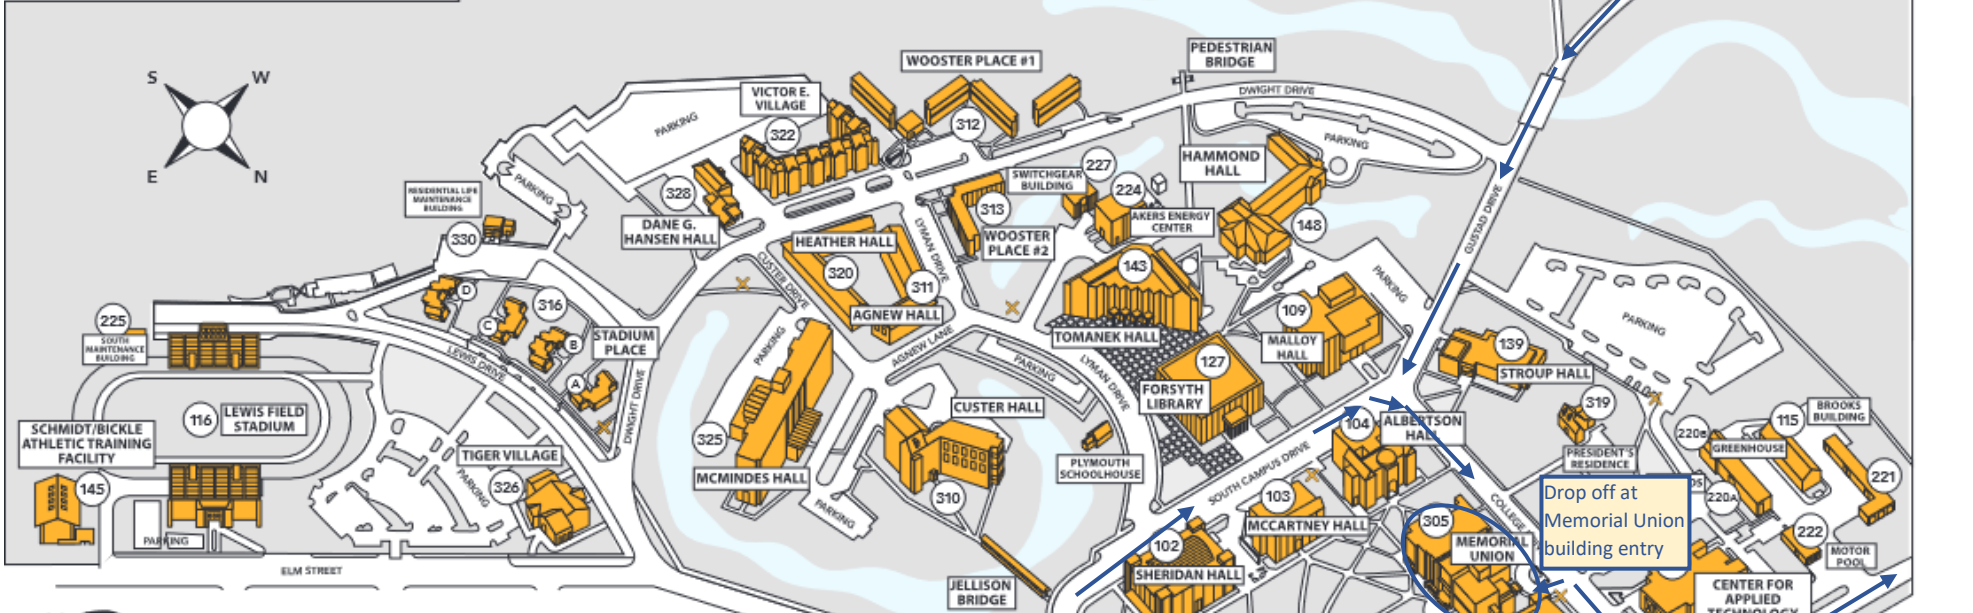 S
W
E
N
WOOSTER PLACE #1
PEDESTRIAN
BRIDGE
VICTOR E.
VILLAGE
DWIGHT DRIVE
PARKING
322
312
PARKING
HAMMOND
HALL
227
SWITCHGEAR
BUILDING
PARKING
RESIDENTIAL LIFE
MAINTENANCE
BUILDING
328
224
313
AKERS ENERGY
CENTER
148
GUSTAD DRIVE
330
DANE G.
HANSEN HALL
HEATHER HALL
LYMAN DRIVE
WOOSTER
PLACE #2
320
CUSTER DRIVE
143
PARKING
D
316
311
109
225
C
AGNEW HALL
PARKING
SOUTH
MAINTENANCE
BUILDING
B
STADIUM
PLACE
PARKING
AGNEW LANE
TOMANEK HALL
MALLOY
HALL
139
LEWIS DRIVE
127
STROUP HALL
PARKING
LYMAN DRIVE
A
FORSYTH
LIBRARY
DWIGHT DRIVE
116
LEWIS FIELD
STADIUM
CUSTER HALL
319
BROOKS
BUILDING
SCHMIDT/BICKLE
ATHLETIC TRAINING
FACILITY
325
104
ALBERTSON
HALL
220B
115
GREENHOUSE
TIGER VILLAGE
PLYMOUTH
SCHOOLHOUSE
PRESIDENT'S
RESIDENCE
MCMINDES HALL
SOUTH CAMPUS DRIVE
145
326
PARKING
310
103
COLLEGE
Drop off at
Memorial Union
building entry
DS
220A
221
PARKING
MCCARTNEY HALL
305
MEMORIAL
UNION
222
MOTOR
POOL
PARKING
102
ELM STREET
SHERIDAN HALL
JELLISON
BRIDGE
CENTER FOR
APPLIED
TECHNOLOGY